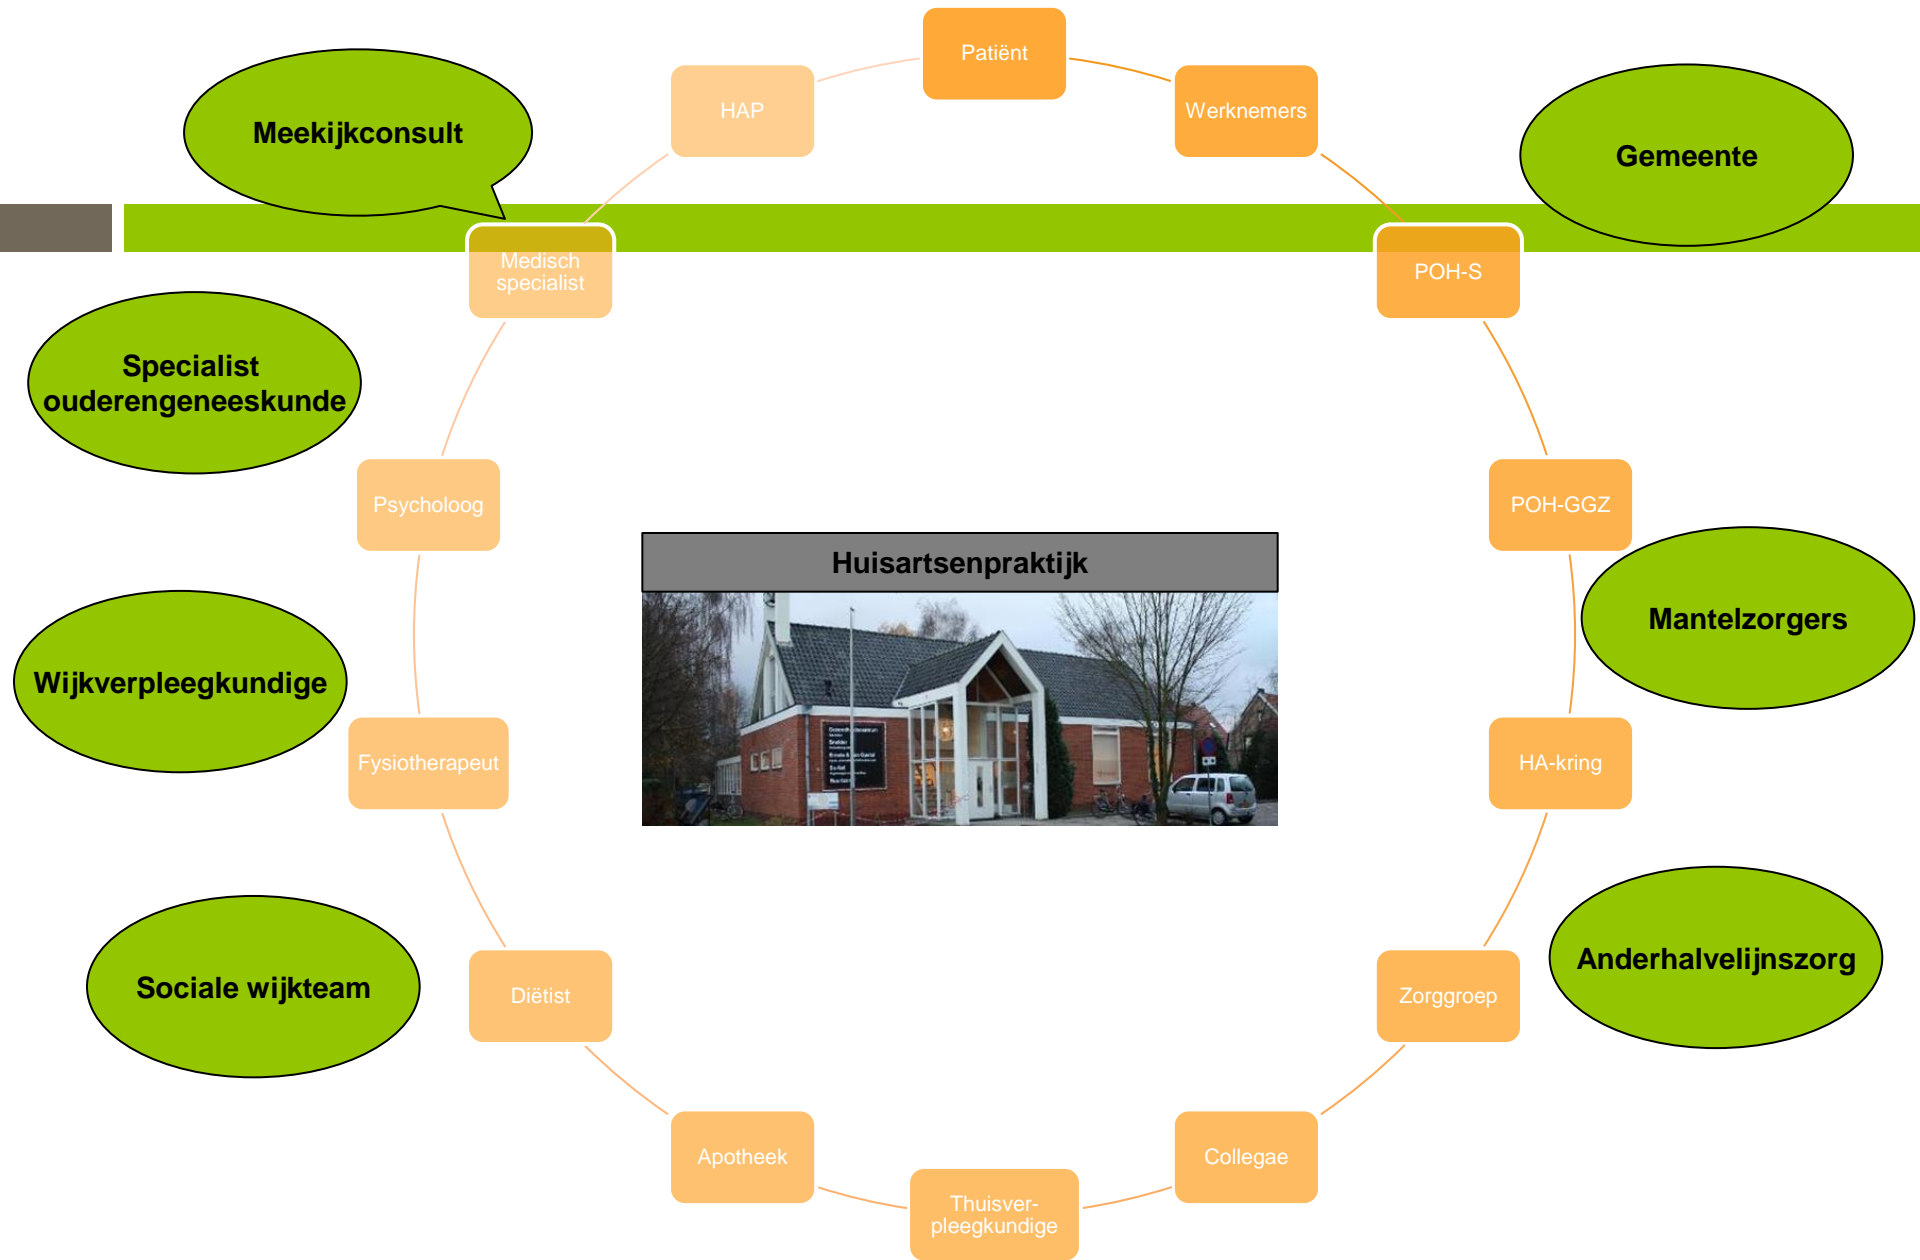 Patiënt
HAP
Werknemers
Meekijkconsult
Gemeente
Medisch
specialist
POH-S
Specialist
ouderengeneeskunde
Psycholoog
POH-GGZ
Huisartsenpraktijk
Mantelzorgers
Wijkverpleegkundige
Fysiotherapeut
HA-kring
Sociale wijkteam
Diëtist
Zorggroep
Anderhalvelijnszorg
Apotheek
Collegae
Thuisver-
pleegkundige